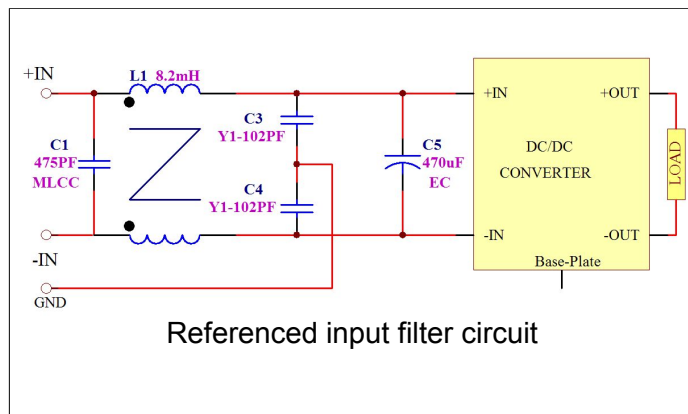 +IN
L1 8.2mH
C1
475PF
MLCC
C3
Y1-102PF
C4
Y1-102PF
C5
470uF
EC
+IN
+OUT
DC/DC
CONVERTER
LOAD
-IN
-OUT
Base-Plate
-IN
GND
Referenced input filter circuit